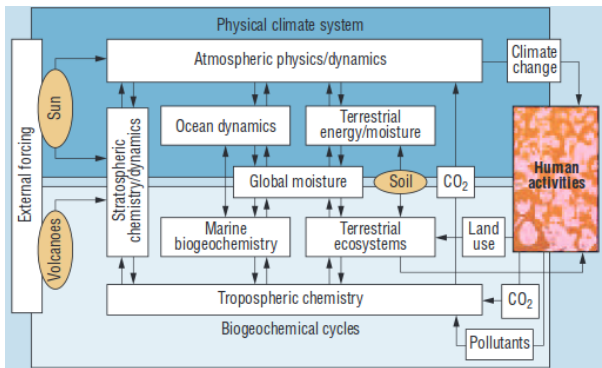 Physical climate system
Atmospheric physics/dynamics
Climate
change
External forcing
Sun
Stratospheric
chemistry/dynamics
Ocean dynamics
Terrestrial
energy/moisture
Human
activities
Global moisture
Soil
CO₂
Volcanoes
Marine
biogeochemistry
Terrestrial
ecosystems
Land
use
Tropospheric chemistry
CO₂
Biogeochemical cycles
Pollutants